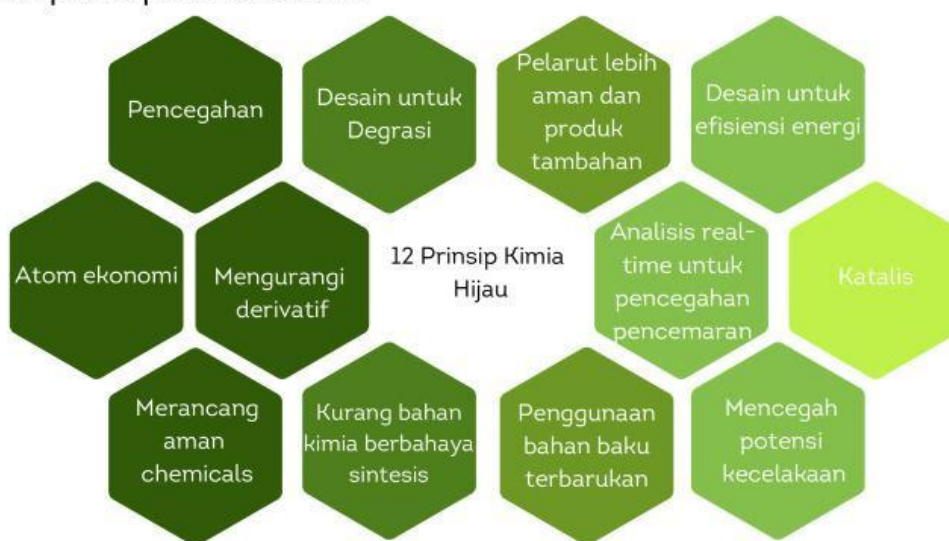 Pencegahan
Desain untuk
Degrasi
Pelarut lebih
aman dan
produk
tambahan
Desain untuk
efisiensi energi
Atom ekonomi
Mengurangi
derivatif
12 Prinsip Kimia
Hijau
Analisis real-
time untuk
pencegahan
pencemaran
Katalis
Merancang
aman
chemicals
Kurang bahan
kimia berbahaya
sintesis
Penggunaan
bahan baku
terbarukan
Mencegah
potensi
kecelakaan